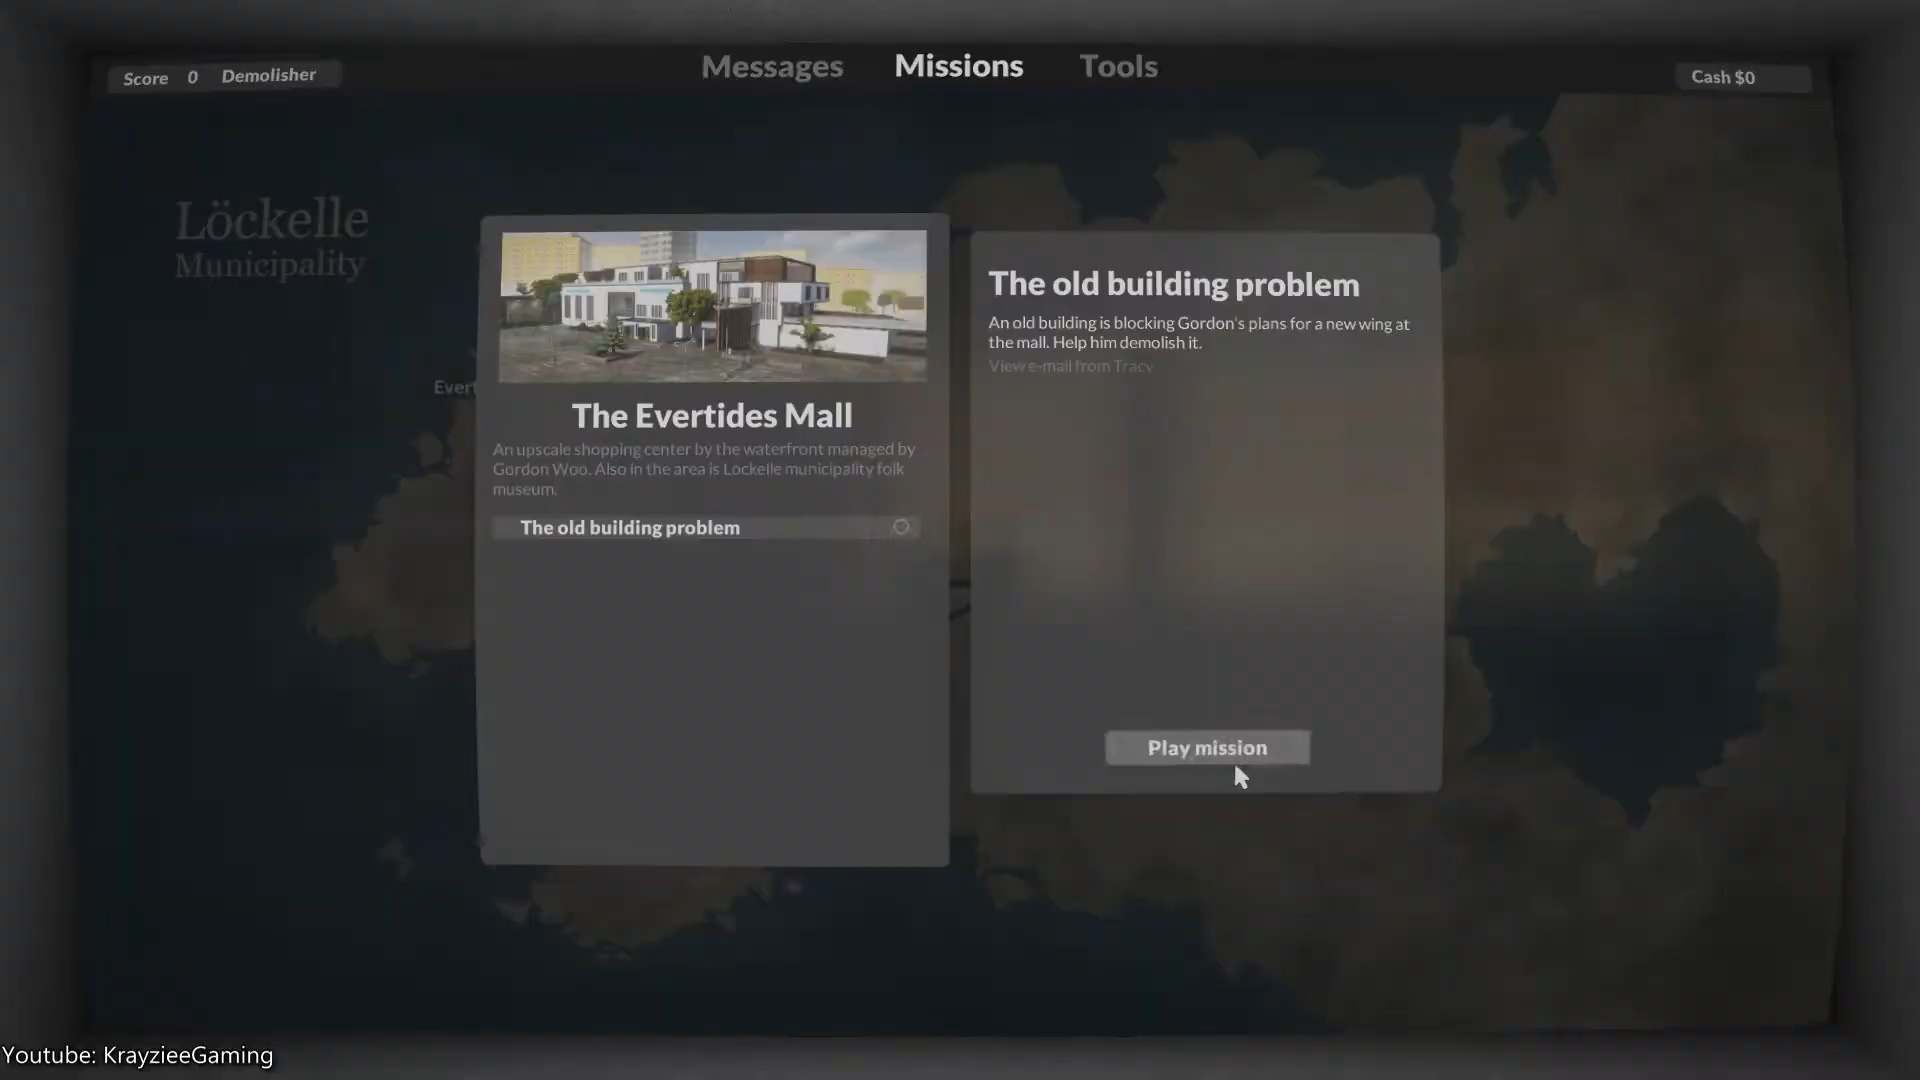 Score 0 Demolisher
Messages Missions Tools
Cash $0
Löckelle
Municipality
Evert
The Evertides Mall
An upscale shopping center by the waterfront managed by
Gordon Woo. Also in the area is Lockelle municipality folk
museum.
The old building problem
The old building problem
An old building is blocking Gordon's plans for a new wing at
the mall. Help him demolish it.
View e-mail from Tracy
Play mission
Youtube: KrayzieeGaming